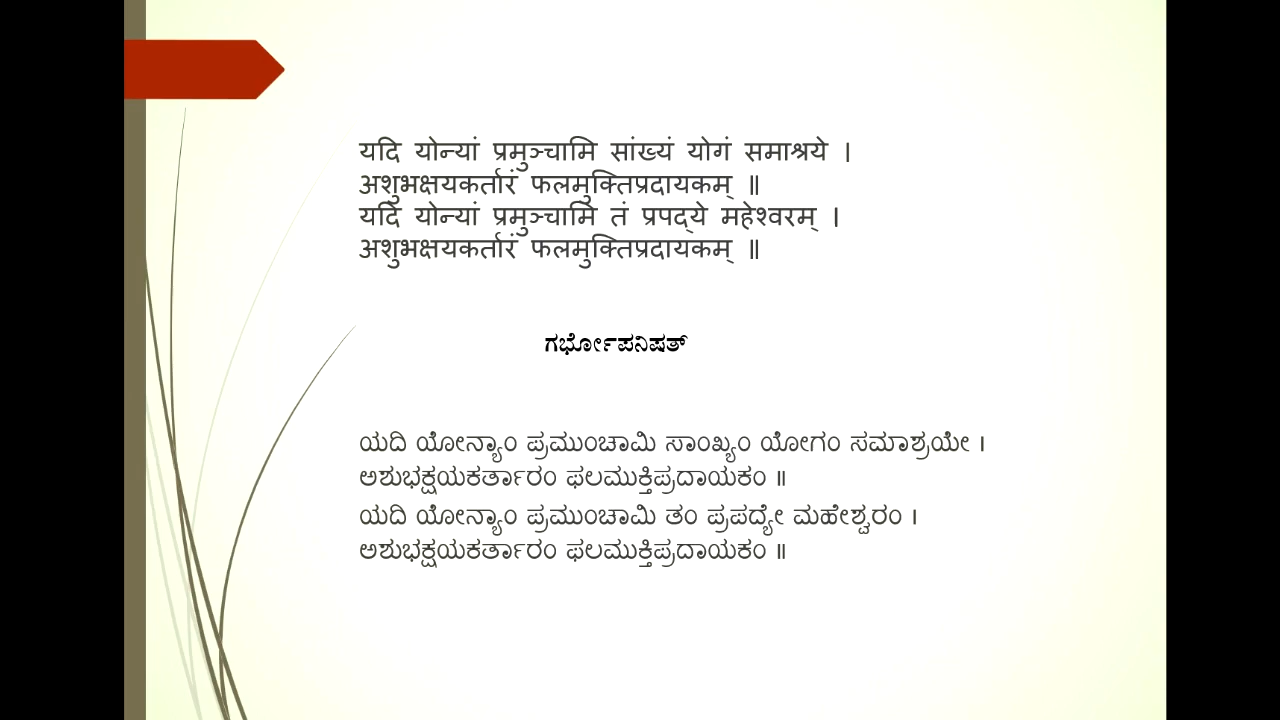 यदि योन्यां प्रमुञ्चामि सांख्यं योगं समाश्रये ।
अशुभक्षयकर्तारं फलमुक्तिप्रदायकम् ॥
यदि योन्यां प्रमुञ्चामि तं प्रपद्ये महेश्वरम् ।
अशुभक्षयकर्तारं फलमुक्तिप्रदायकम् ॥
ಗರ್ಭೋಪನಿಷತ್
ಯದಿ ಯೋನ್ಯಾಂ ಪ್ರಮುಂಚಾಮಿ ಸಾಂಖ್ಯಂ ಯೋಗಂ ಸಮಾಶ್ರಯೇ ।
ಅಶುಭಕ್ಷಯಕರ್ತಾರಂ ಫಲಮುಕ್ತಿಪ್ರದಾಯಕಂ ॥
ಯದಿ ಯೋನ್ಯಾಂ ಪ್ರಮುಂಚಾಮಿ ತಂ ಪ್ರಪದ್ಯೇ ಮಹೇಶ್ವರಂ ।
ಅಶುಭಕ್ಷಯಕರ್ತಾರಂ ಫಲಮುಕ್ತಿಪ್ರದಾಯಕಂ ॥